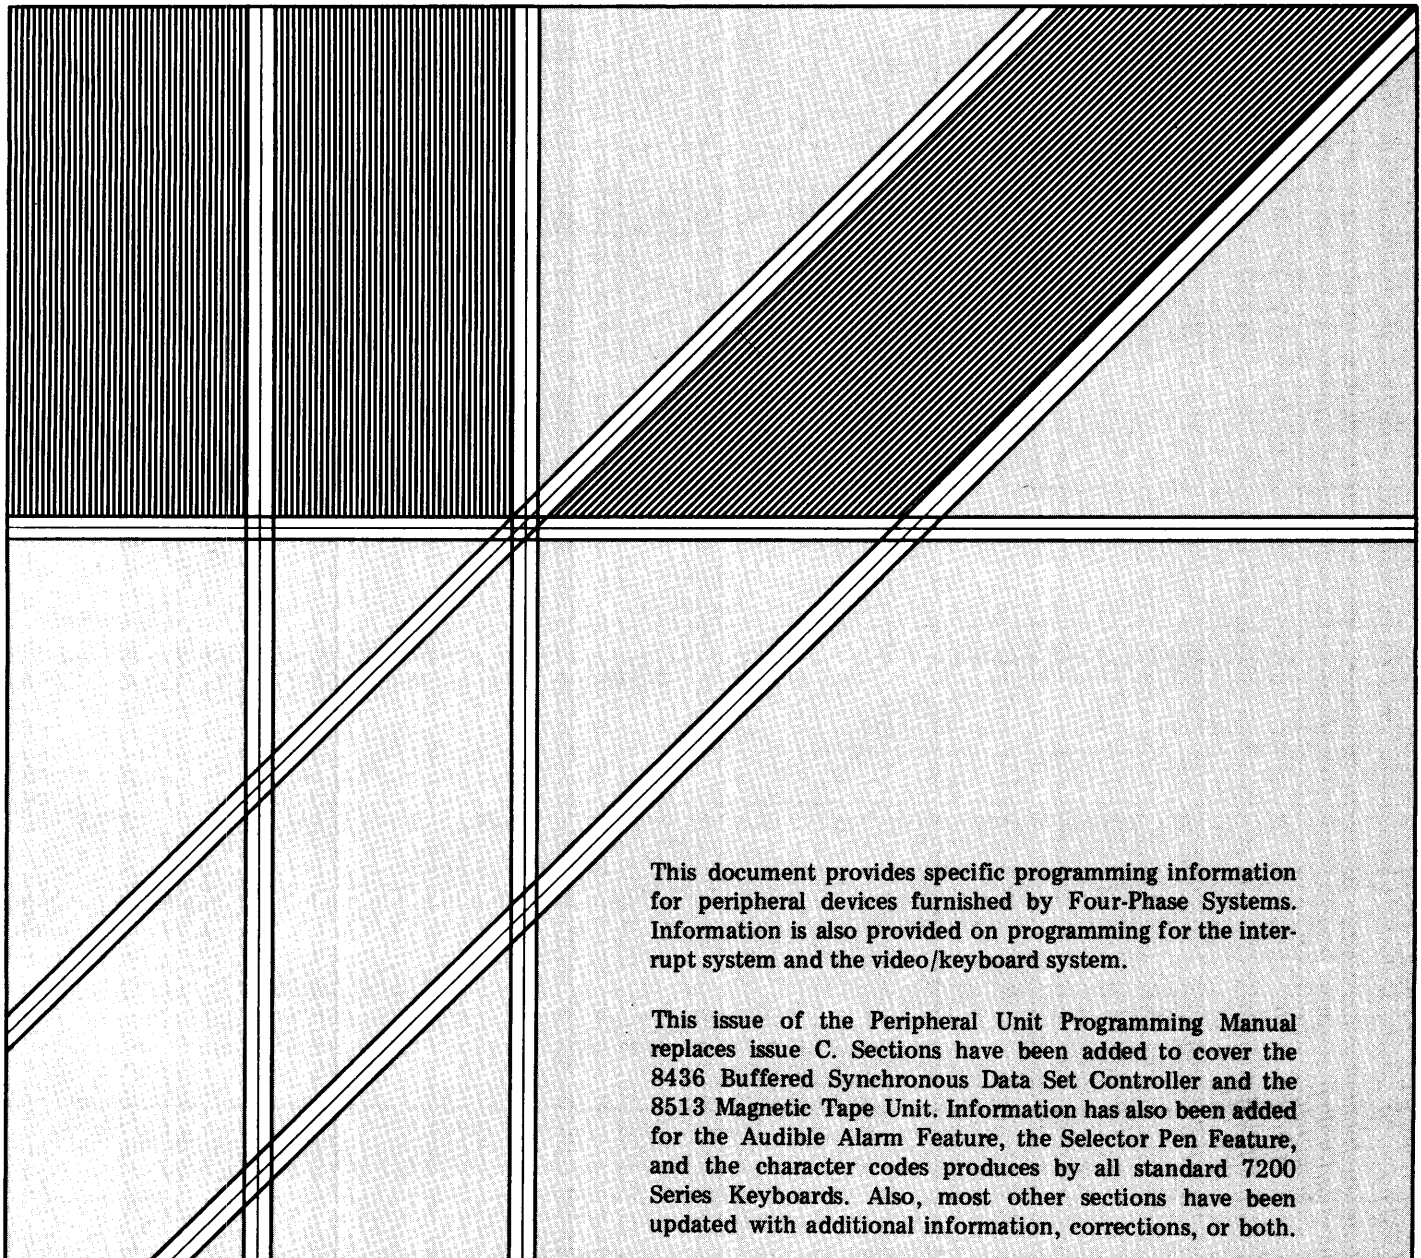 This document provides specific programming information
for peripheral devices furnished by Four-Phase Systems.
Information is also provided on programming for the inter-
rupt system and the video/keyboard system.
This issue of the Peripheral Unit Programming Manual
replaces issue C. Sections have been added to cover the
8436 Buffered Synchronous Data Set Controller and the
8513 Magnetic Tape Unit. Information has also been added
for the Audible Alarm Feature, the Selector Pen Feature,
and the character codes produces by all standard 7200
Series Keyboards. Also, most other sections have been
updated with additional information, corrections, or both.